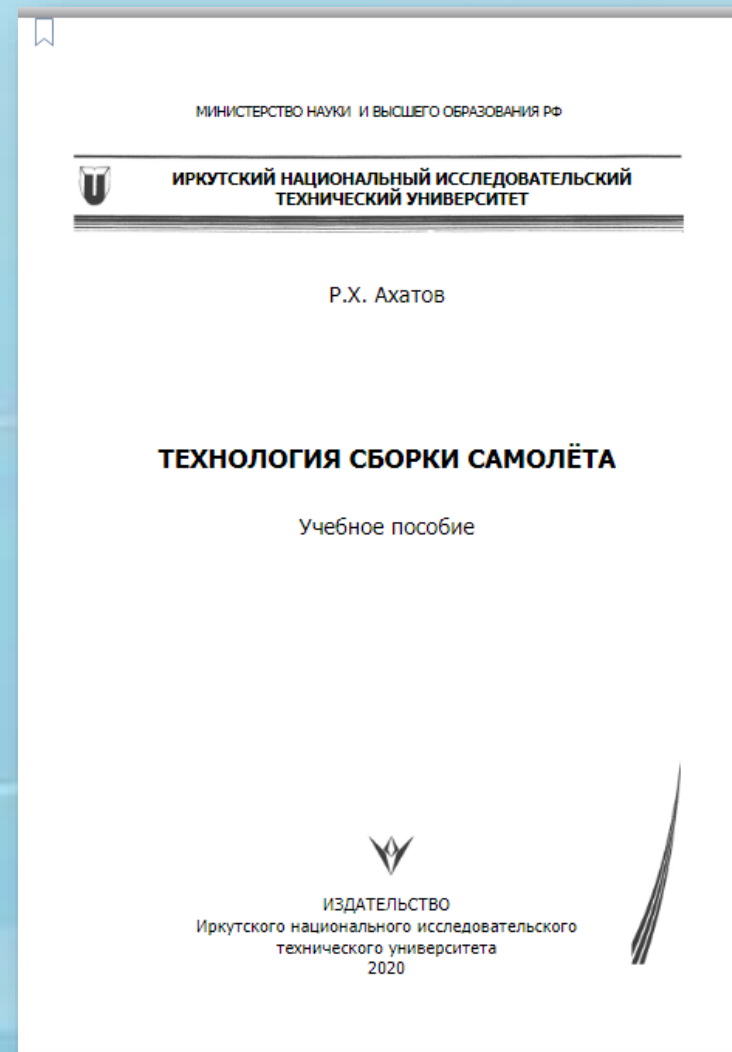 МИНИСТЕРСТВО НАУКИ И ВЫСШЕГО ОБРАЗОВАНИЯ РФ
ИРКУТСКИЙ НАЦИОНАЛЬНЫЙ ИССЛЕДОВАТЕЛЬСКИЙ
ТЕХНИЧЕСКИЙ УНИВЕРСИТЕТ
Р.Х. Ахатов
ТЕХНОЛОГИЯ СБОРКИ САМОЛЁТА
Учебное пособие
ИЗДАТЕЛЬСТВО
Иркутского национального исследовательского
технического университета
2020